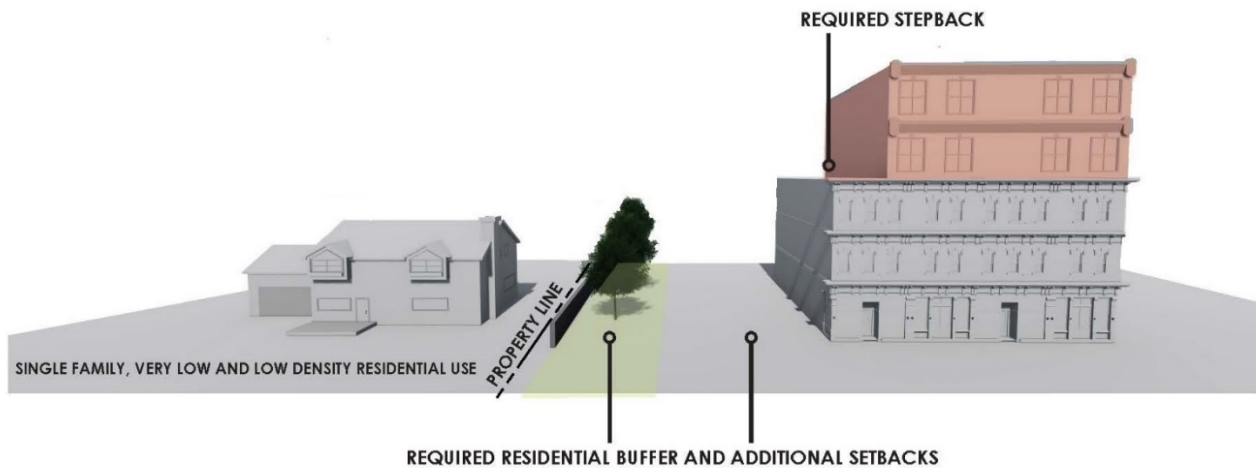 REQUIRED STEPBACK
PROPERTY LINE
SINGLE FAMILY, VERY LOW AND LOW DENSITY RESIDENTIAL USE
REQUIRED RESIDENTIAL BUFFER AND ADDITIONAL SETBACKS